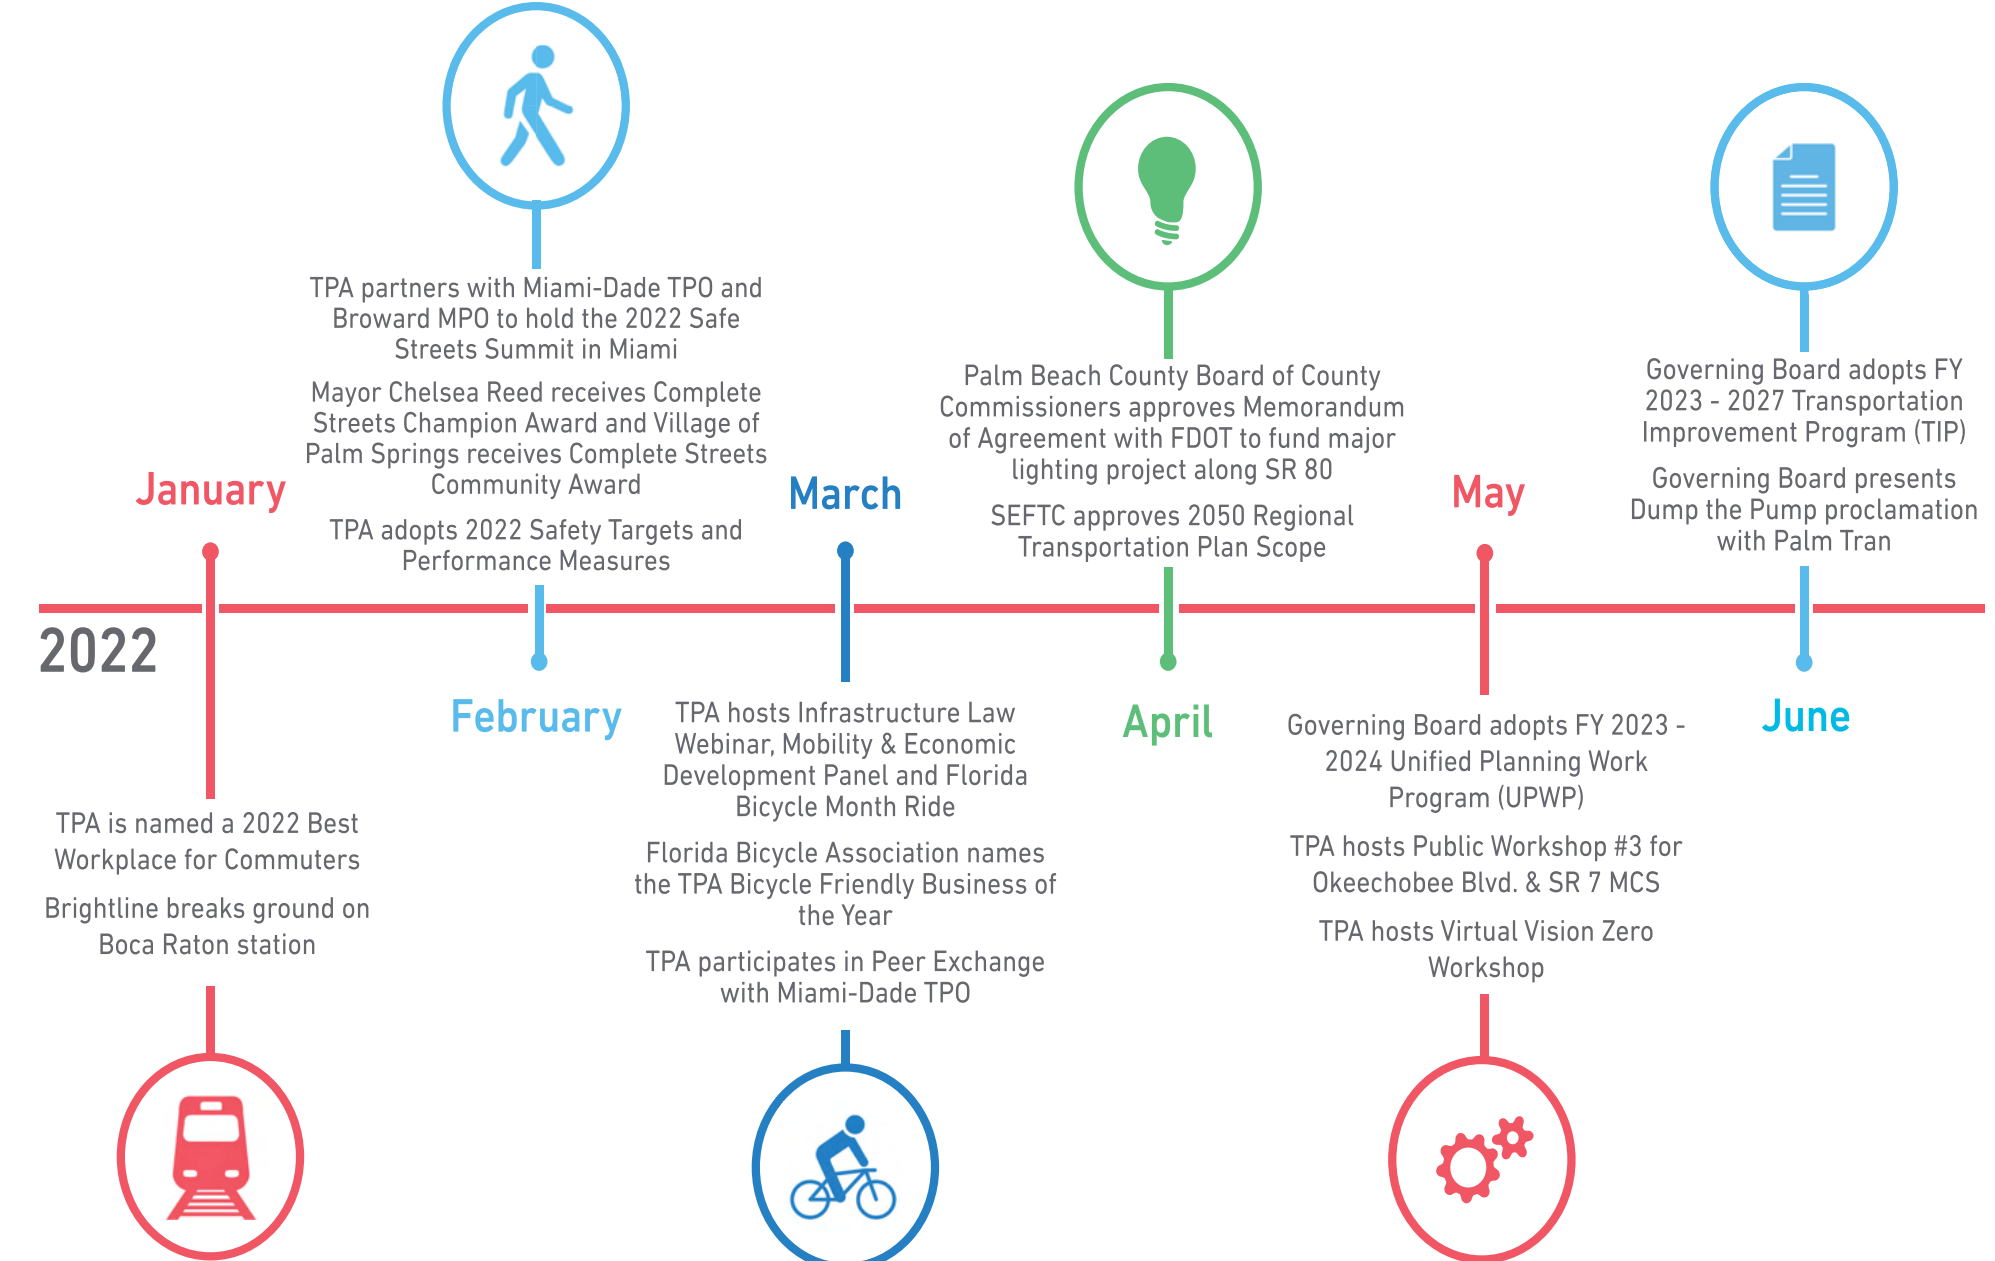 2022
January
TPA is named a 2022 Best
Workplace for Commuters
Brightline breaks ground on
Boca Raton station
TPA partners with Miami-Dade TPO and
Broward MPO to hold the 2022 Safe
Streets Summit in Miami
Mayor Chelsea Reed receives Complete
Streets Champion Award and Village of
Palm Springs receives Complete Streets
Community Award
TPA adopts 2022 Safety Targets and
Performance Measures
February
March
TPA hosts Infrastructure Law
Webinar, Mobility & Economic
Development Panel and Florida
Bicycle Month Ride
Florida Bicycle Association names
the TPA Bicycle Friendly Business of
the Year
TPA participates in Peer Exchange
with Miami-Dade TPO
Palm Beach County Board of County
Commissioners approves Memorandum
of Agreement with FDOT to fund major
lighting project along SR 80
SEFTC approves 2050 Regional
Transportation Plan Scope
April
May
Governing Board adopts FY 2023 -
2024 Unified Planning Work
Program (UPWP)
TPA hosts Public Workshop #3 for
Okeechobee Blvd. & SR 7 MCS
TPA hosts Virtual Vision Zero
Workshop
Governing Board adopts FY
2023 - 2027 Transportation
Improvement Program (TIP)
Governing Board presents
Dump the Pump proclamation
with Palm Tran
June